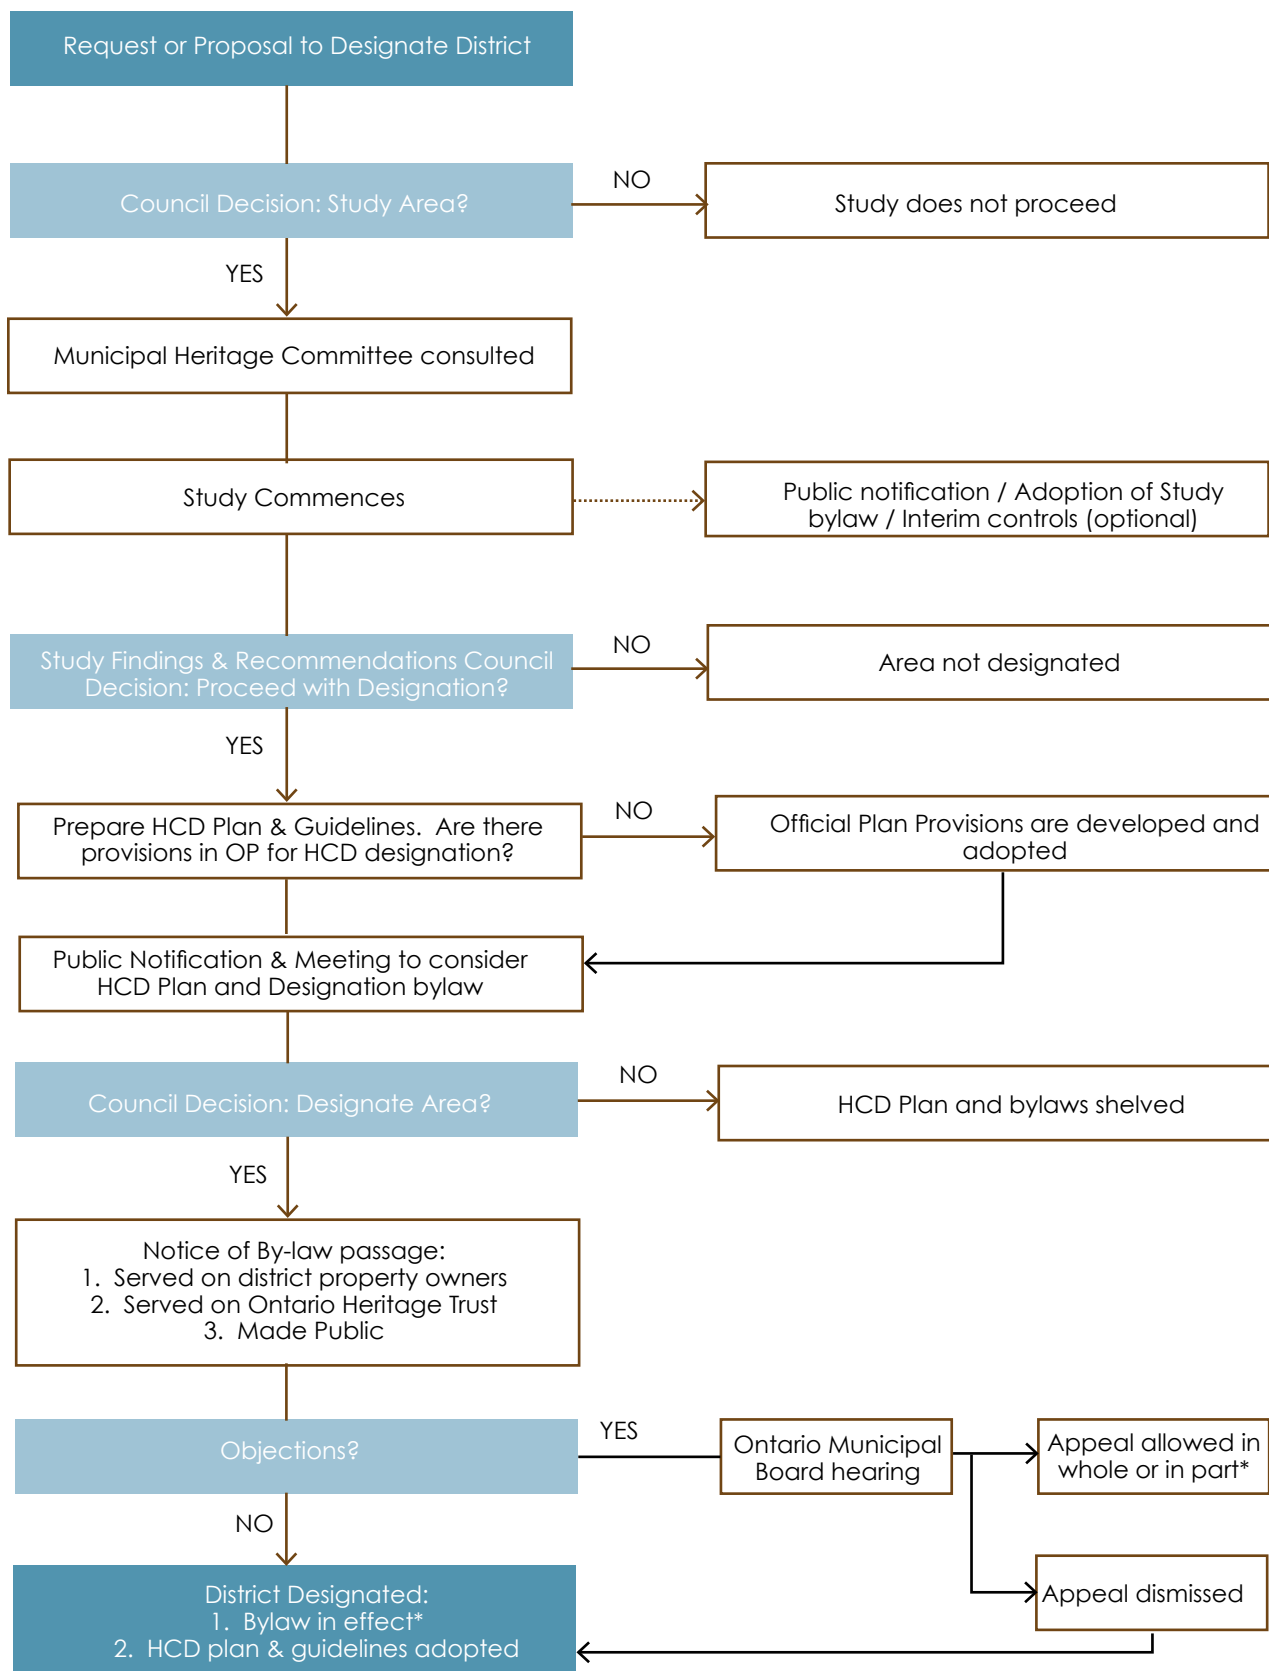 Request or Proposal to Designate District
Council Decision: Study Area?
NO
Study does not proceed
YES
Municipal Heritage Committee consulted
Study Commences
Public notification / Adoption of Study
bylaw / Interim controls (optional)
Study Findings & Recommendations Council
Decision: Proceed with Designation?
NO
Area not designated
YES
Prepare HCD Plan & Guidelines.  Are there
provisions in OP for HCD designation?
NO
Official Plan Provisions are developed and
adopted
Public Notification & Meeting to consider
HCD Plan and Designation bylaw
Council Decision: Designate Area?
NO
HCD Plan and bylaws shelved
YES
Notice of By-law passage:
1.  Served on district property owners
2.  Served on Ontario Heritage Trust
3.  Made Public
Objections?
YES
Ontario Municipal
Board hearing
Appeal allowed in
whole or in part*
NO
Appeal dismissed
District Designated:
1.  Bylaw in effect*
2.  HCD plan & guidelines adopted